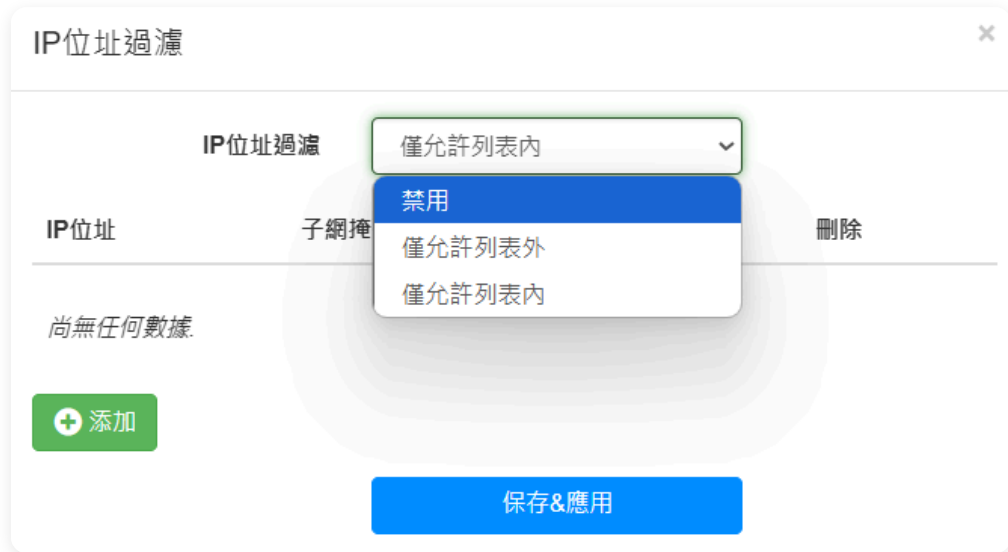 IP位址過濾
×
IP位址過濾
僅允許列表內
禁用
僅允許列表外
僅允許列表內
IP位址 子網掩 刪除
尚無任何數據.
添加
保存&應用